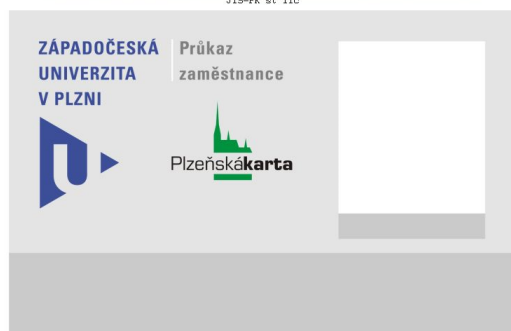 ZÁPADOČESKÁ
UNIVERZITA
V PLZNI
Průkaz
zaměstnance
Plzeňskákarta